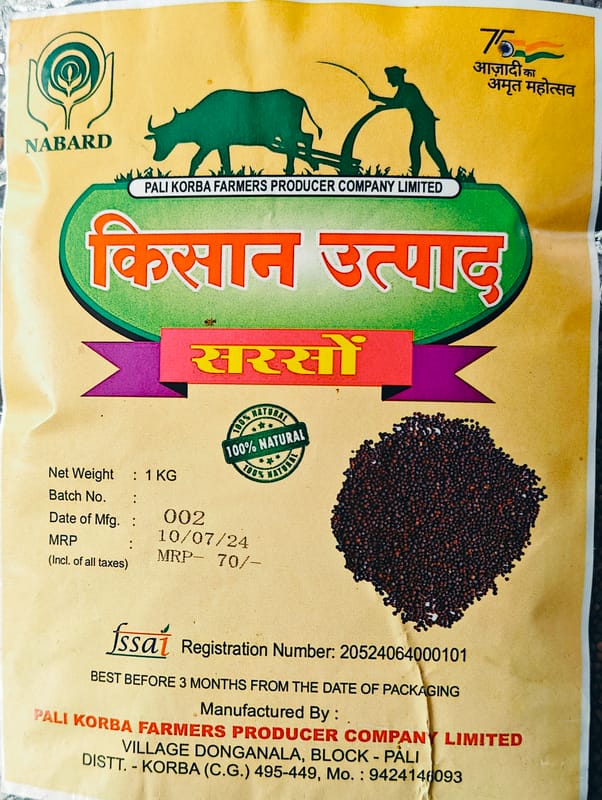 NABARD
75
आज़ादी का
अमृत महोत्सव
PALI KORBA FARMERS PRODUCER COMPANY LIMITED
किसान उत्पाद
सरसों
100% NATURAL
100% NATURAL
100% NATURAL
Net Weight : 1 KG
Batch No. :
Date of Mfg. : 002
MRP : 10/07/24
(Incl. of all taxes) MRP- 70/-
fssai Registration Number: 20524064000101
BEST BEFORE 3 MONTHS FROM THE DATE OF PACKAGING
Manufactured By :
PALI KORBA FARMERS PRODUCER COMPANY LIMITED
VILLAGE DONGANALA, BLOCK - PALI
DISTT. - KORBA (C.G.) 495-449, Mo. : 9424146093